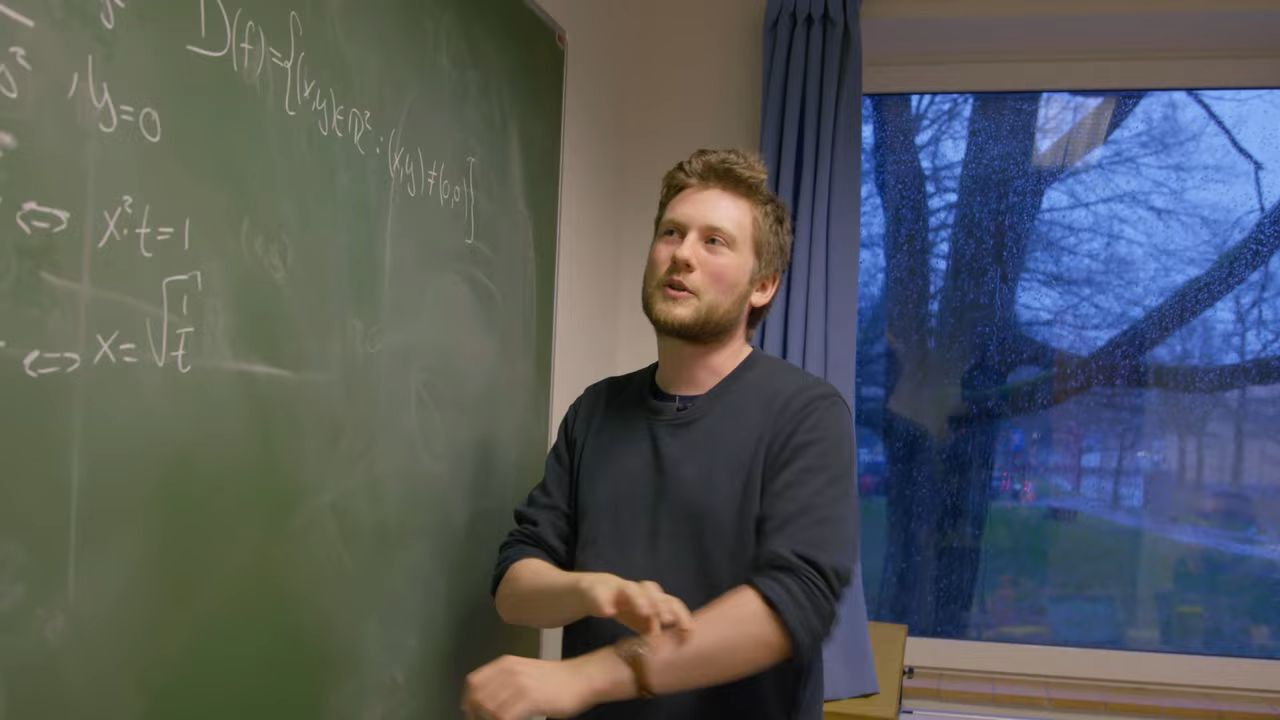 D(f)={(x,y)∈ℝ²:(x,y)≠(0,0)}
,y=0
⇔ x²·t=1
⇔ x=√(1/t)